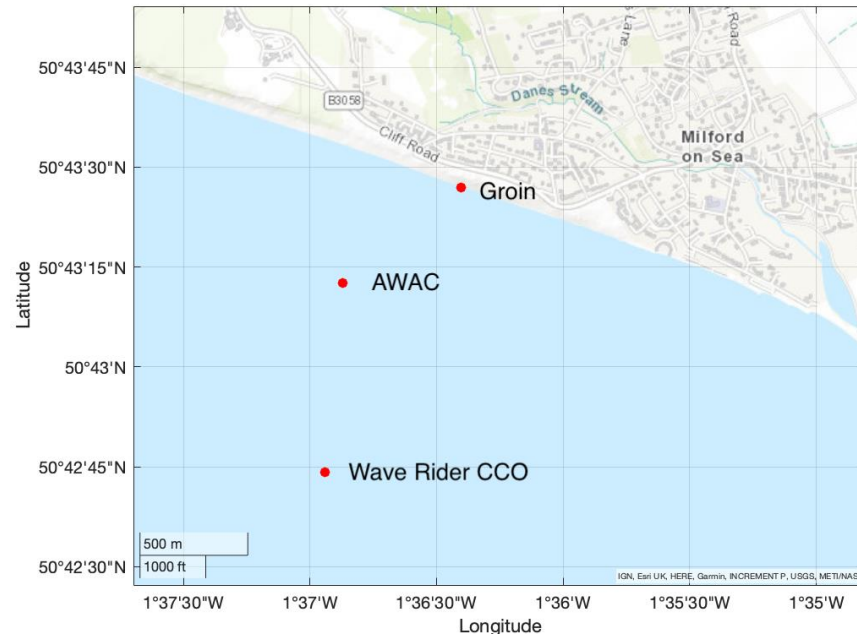 50°43'45"N
50°43'30"N
50°43'15"N
50°43'N
50°42'45"N
50°42'30"N
Latitude
B3058
Cliff Road
Danes Stream
Lane
Road
Milford
on Sea
Groin
AWAC
Wave Rider CCO
500 m
1000 ft
IGN, Esri UK, HERE, Garmin, INCREMENT P, USGS, METI/NAS
1°37'30"W
1°37'W
1°36'30"W
1°36'W
1°35'30"W
1°35'W
Longitude